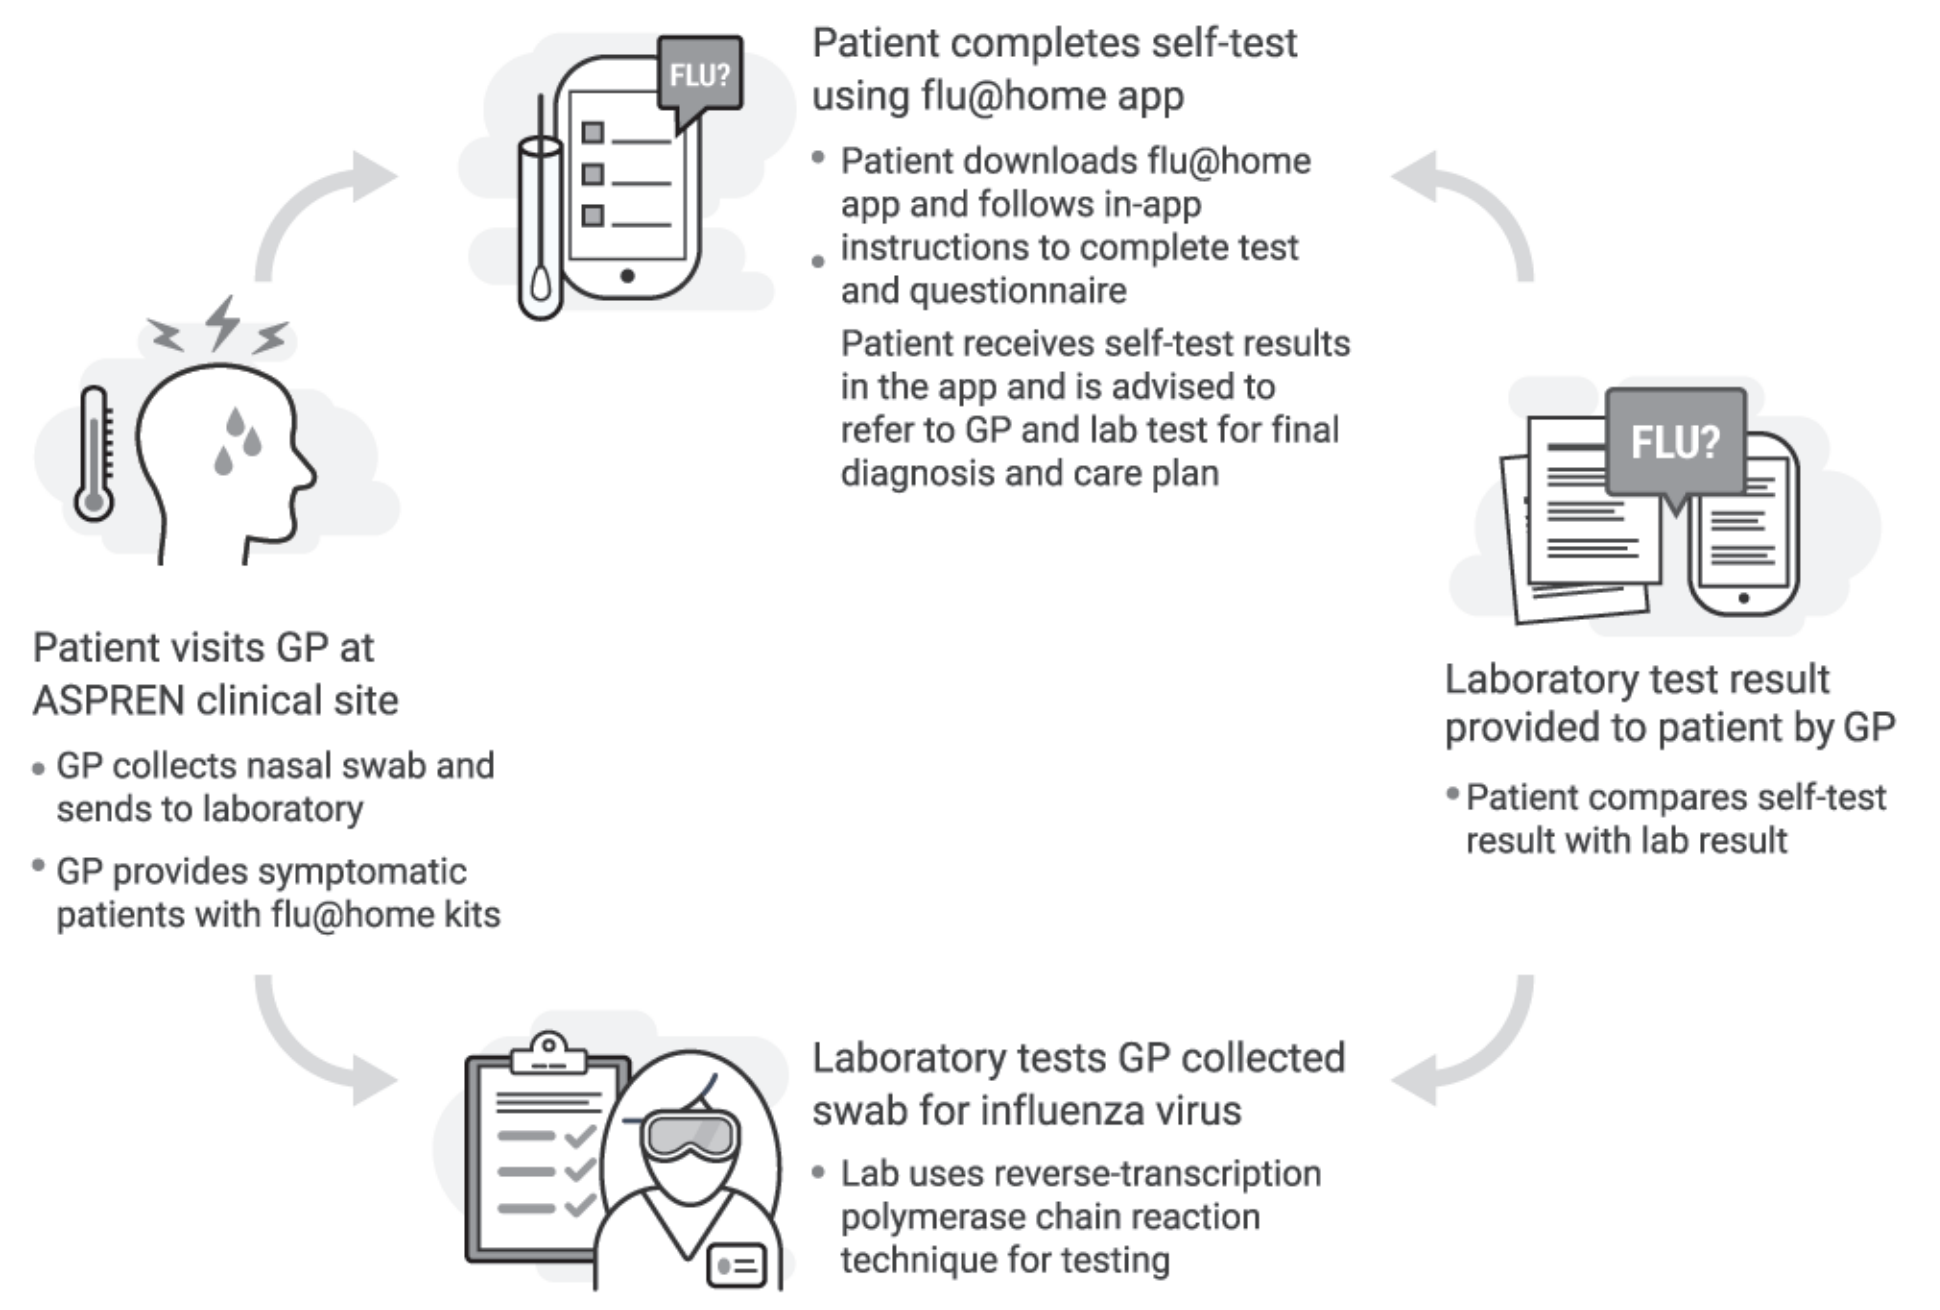 FLU?
Patient completes self-test
using flu@home app
• Patient downloads flu@home
app and follows in-app
• instructions to complete test
and questionnaire
Patient receives self-test results
in the app and is advised to
refer to GP and lab test for final
diagnosis and care plan
Patient visits GP at
ASPREN clinical site
• GP collects nasal swab and
sends to laboratory
• GP provides symptomatic
patients with flu@home kits
FLU?
Laboratory test result
provided to patient by GP
• Patient compares self-test
result with lab result
Laboratory tests GP collected
swab for influenza virus
• Lab uses reverse-transcription
polymerase chain reaction
technique for testing